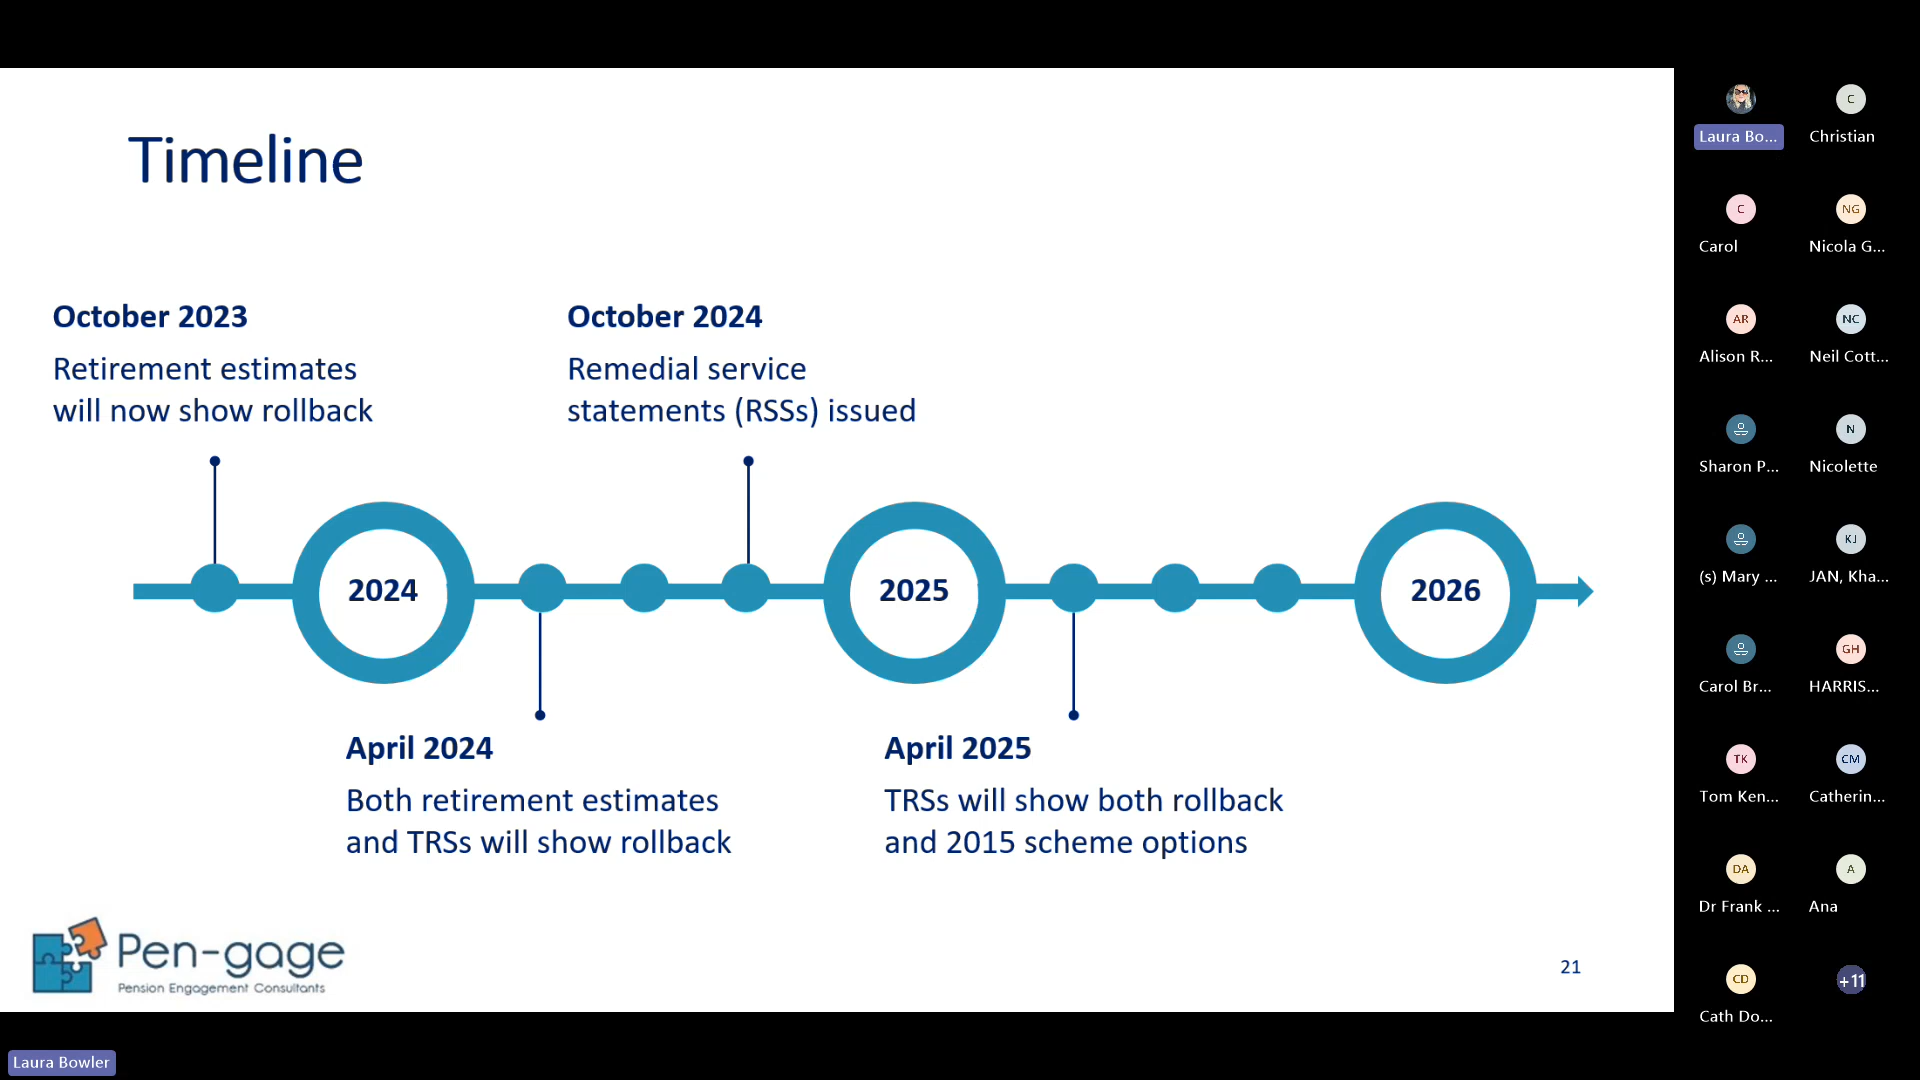 Timeline
October 2023
Retirement estimates
will now show rollback
October 2024
Remedial service
statements (RSSs) issued
2024
2025
2026
April 2024
Both retirement estimates
and TRSs will show rollback
April 2025
TRSs will show both rollback
and 2015 scheme options
Pen-gage
Pension Engagement Consultants
21
Laura Bowler
Laura Bo...
C
Christian
C
Carol
NG
Nicola G...
AR
Alison R...
NC
Neil Cott...
Sharon P...
N
Nicolette
(s) Mary ...
KJ
JAN, Kha...
Carol Br...
GH
HARRIS...
TK
Tom Ken...
CM
Catherin...
DA
Dr Frank ...
A
Ana
CD
Cath Do...
+11